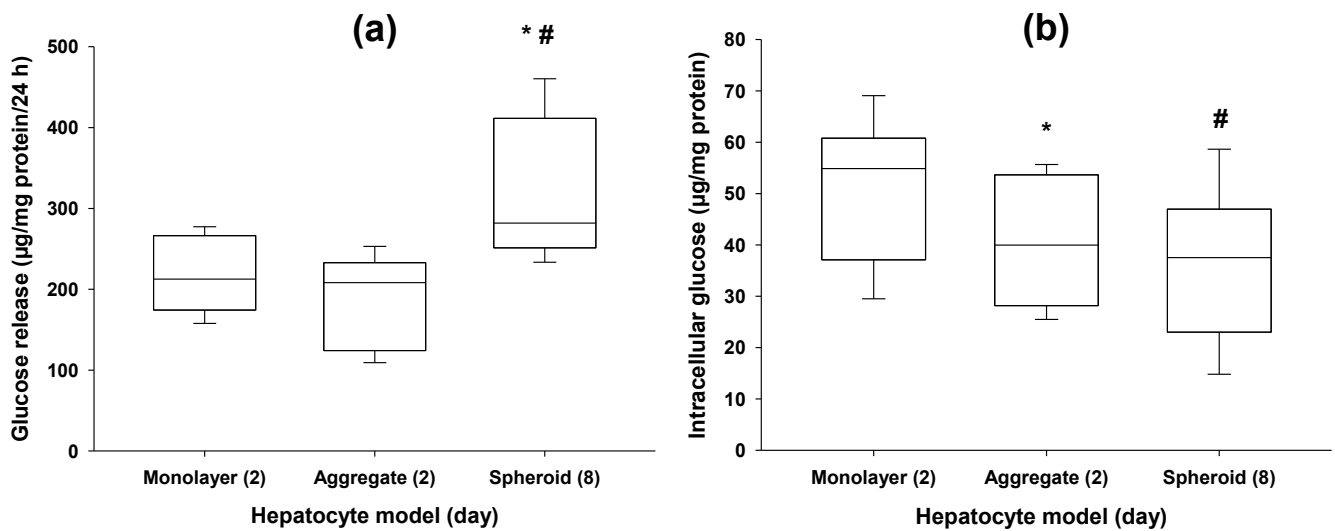 (a)
* #
Glucose release (µg/mg protein/24 h)
500
400
300
200
100
0
Monolayer (2) Aggregate (2) Spheroid (8)
Hepatocyte model (day)
(b)
*
#
Intracellular glucose (µg/mg protein)
80
70
60
50
40
30
20
10
0
Monolayer (2) Aggregate (2) Spheroid (8)
Hepatocyte model (day)